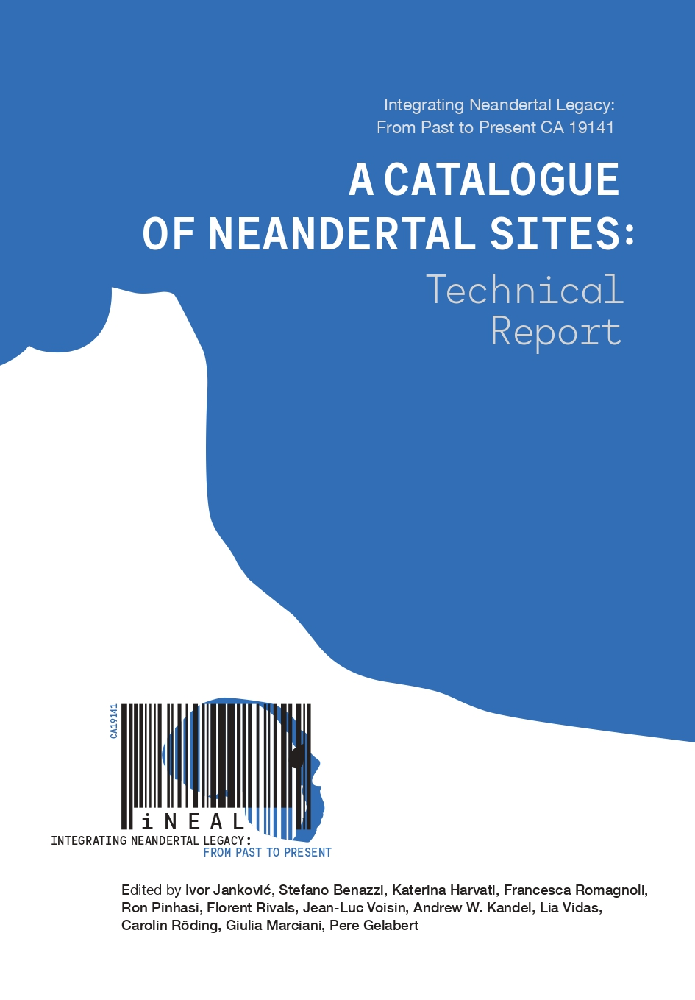 Integrating Neandertal Legacy:
From Past to Present CA 19141
A CATALOGUE
OF NEANDERTAL SITES:
Technical
Report
CA19141
iNEAL
INTEGRATING NEANDERTAL LEGACY:
FROM PAST TO PRESENT
Edited by Ivor Janković, Stefano Benazzi, Katerina Harvati, Francesca Romagnoli,
Ron Pinhasi, Florent Rivals, Jean-Luc Voisin, Andrew W. Kandel, Lia Vidas,
Carolin Röding, Giulia Marciani, Pere Gelabert